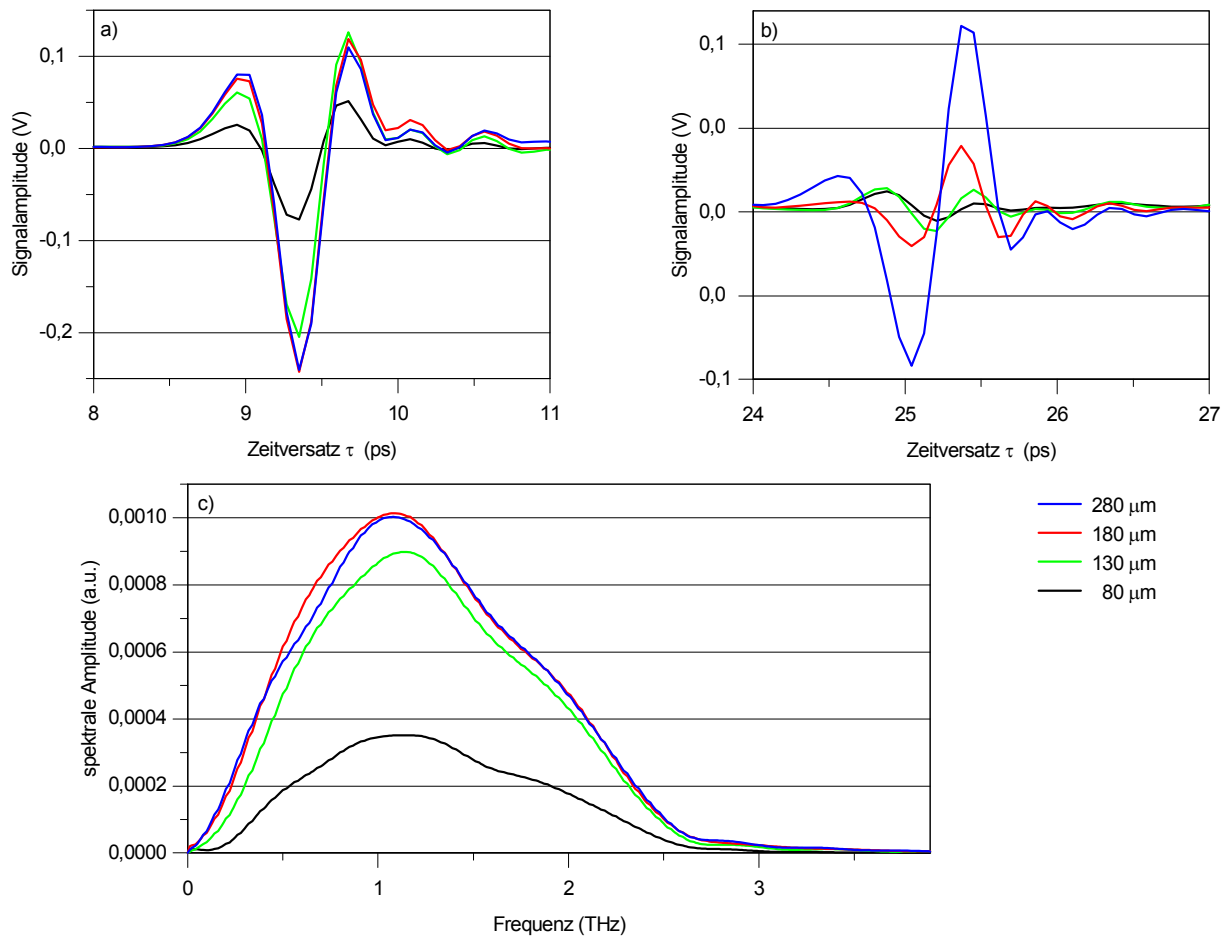 a)
0,1
0,0
-0,1
-0,2
Signalamplitude (V)
8 9 10 11
Zeitversatz τ (ps)
b)
0,1
0,0
0,0
0,0
-0,1
Signalamplitude (V)
24 25 26 27
Zeitversatz τ (ps)
c)
0,0010
0,0008
0,0006
0,0004
0,0002
0,0000
spektrale Amplitude (a.u.)
0 1 2 3
Frequenz (THz)
280 μm
180 μm
130 μm
80 μm